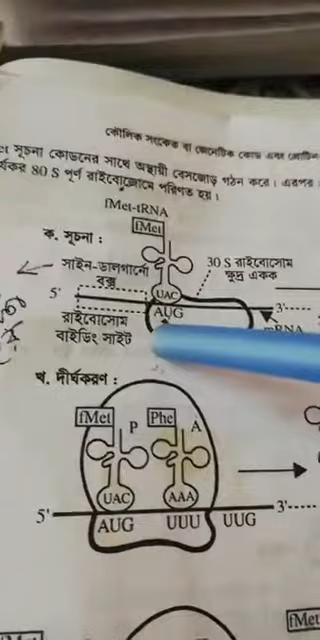 কৌলিক সংকেত বা জেনেটিক কোড এবং প্রোটিন
সূচনা কোডনের সাথে অস্থায়ী বেসজোড় গঠন করে। এরপর
র্যকর 80 S পূর্ণ রাইবোজোমে পরিণত হয়।
fMet-tRNA
fMet
ক. সূচনা :
সাইন-ডালগার্নো
বক্স
30 S রাইবোসোম
ক্ষুদ্র একক
UAC
5'
3'
AUG
mRNA
রাইবোসোম
বাইডিং সাইট
খ. দীর্ঘকরণ :
fMet P Phe A
UAC AAA
5' 3'
AUG UUU UUG
fMet